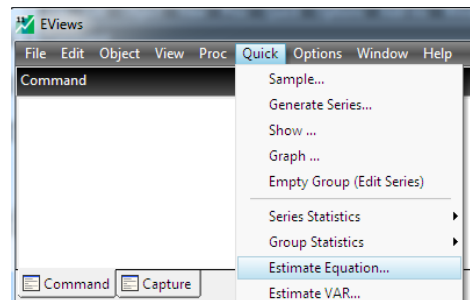 EViews
File Edit Object View Proc Quick Options Window Help
Command
Sample...
Generate Series...
Show ...
Graph ...
Empty Group (Edit Series)
Series Statistics
Group Statistics
Estimate Equation...
Estimate VAR...
Command Capture